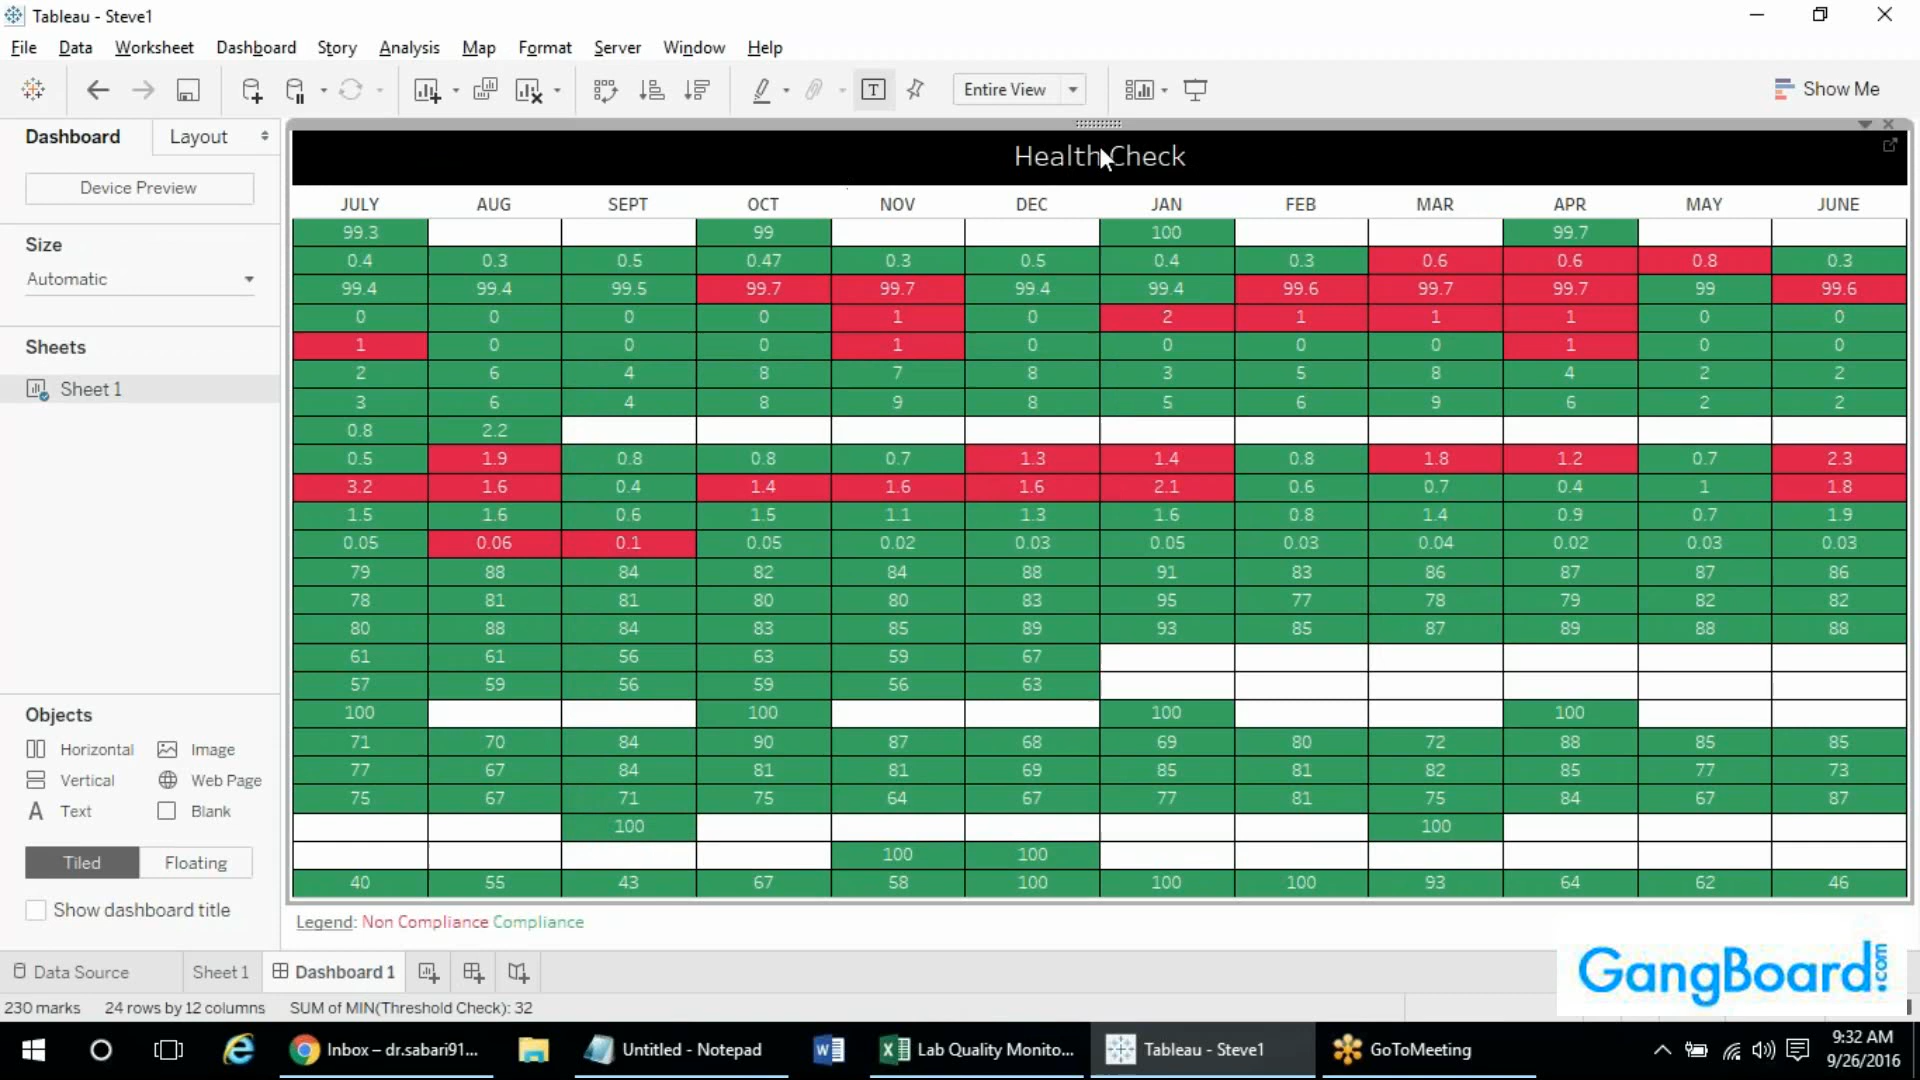 Tableau - Steve1
File Data Worksheet Dashboard Story Analysis Map Format Server Window Help
Entire View
Show Me
Dashboard Layout
Device Preview
Size
Automatic
Sheets
Sheet 1
Objects
Horizontal Image
Vertical Web Page
Text Blank
Tiled Floating
Show dashboard title
Health Check
JULY AUG SEPT OCT NOV DEC JAN FEB MAR APR MAY JUNE
99.3 99 100 99.7
0.4 0.3 0.5 0.47 0.3 0.5 0.4 0.3 0.6 0.6 0.8 0.3
99.4 99.4 99.5 99.7 99.7 99.4 99.4 99.6 99.7 99.7 99 99.6
0 0 0 0 1 0 2 1 1 1 0 0
1 0 0 0 1 0 0 0 0 1 0 0
2 6 4 8 7 8 3 5 8 4 2 2
3 6 4 8 9 8 5 6 9 6 2 2
0.8 2.2
0.5 1.9 0.8 0.8 0.7 1.3 1.4 0.8 1.8 1.2 0.7 2.3
3.2 1.6 0.4 1.4 1.6 1.6 2.1 0.6 0.7 0.4 1 1.8
1.5 1.6 0.6 1.5 1.1 1.3 1.6 0.8 1.4 0.9 0.7 1.9
0.05 0.06 0.1 0.05 0.02 0.03 0.05 0.03 0.04 0.02 0.03 0.03
79 88 84 82 84 88 91 83 86 87 87 86
78 81 81 80 80 83 95 77 78 79 82 82
80 88 84 83 85 89 93 85 87 89 88 88
61 61 56 63 59 67
57 59 56 59 56 63
100 100 100 100
71 70 84 90 87 68 69 80 72 88 85 85
77 67 84 81 81 69 85 81 82 85 77 73
75 67 71 75 64 67 77 81 75 84 67 87
100 100
100 100
40 55 43 67 58 100 100 100 93 64 62 46
Legend: Non Compliance Compliance
GangBoard.com
Data Source Sheet 1 Dashboard 1
230 marks 24 rows by 12 columns SUM of MIN(Threshold Check): 32
Inbox – dr.sabari91... Untitled - Notepad Lab Quality Monito... Tableau - Steve1 GoToMeeting
9:32 AM
9/26/2016